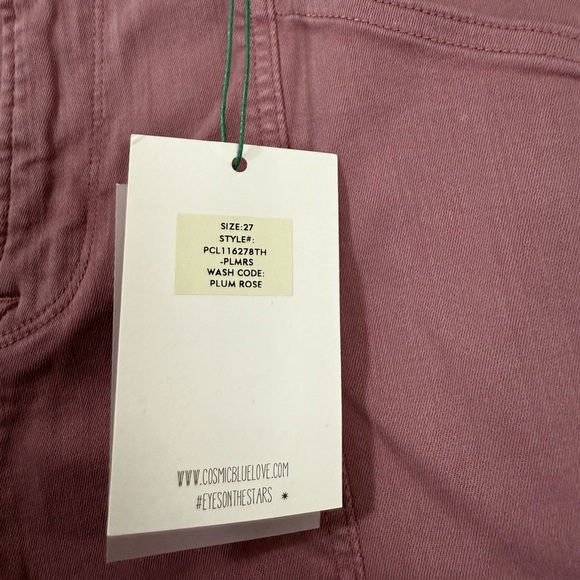 SIZE:27
STYLE#:
PCL116278TH
-PLMRS
WASH CODE:
PLUM ROSE
WWW.COSMICBLUELOVE.COM
#EYESONTHESTARS